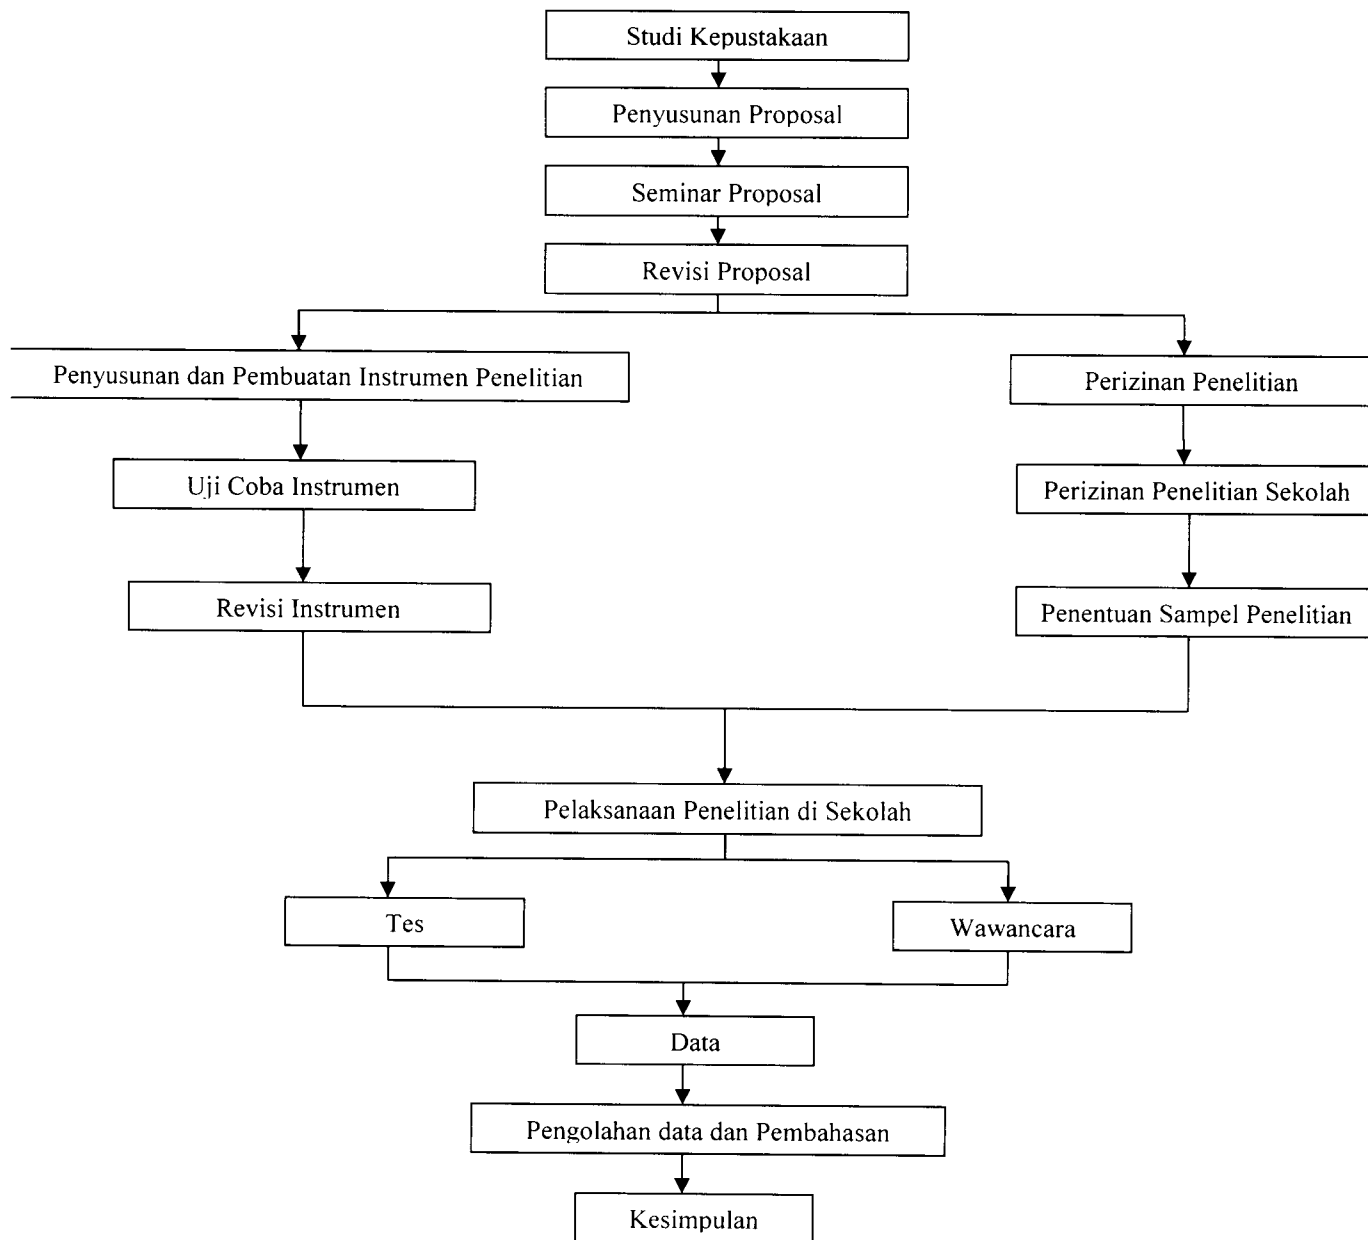 Studi Kepustakaan
Penyusunan Proposal
Seminar Proposal
Revisi Proposal
Penyusunan dan Pembuatan Instrumen Penelitian
Perizinan Penelitian
Uji Coba Instrumen
Perizinan Penelitian Sekolah
Revisi Instrumen
Penentuan Sampel Penelitian
Pelaksanaan Penelitian di Sekolah
Tes
Wawancara
Data
Pengolahan data dan Pembahasan
Kesimpulan